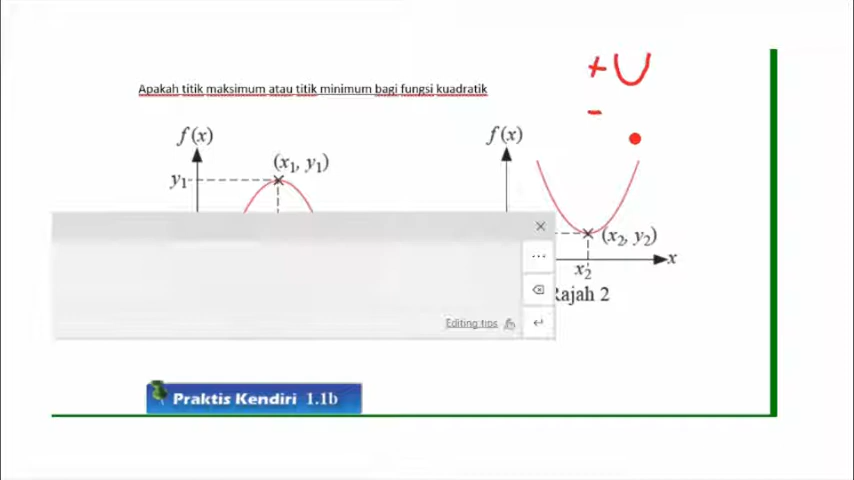 + U
-
Apakah titik maksimum atau titik minimum bagi fungsi kuadratik
f(x)
(x₁, y₁)
y₁
f(x)
(x₂, y₂)
x
x₂
Rajah 2
Editing tips
Praktis Kendiri 1.1b